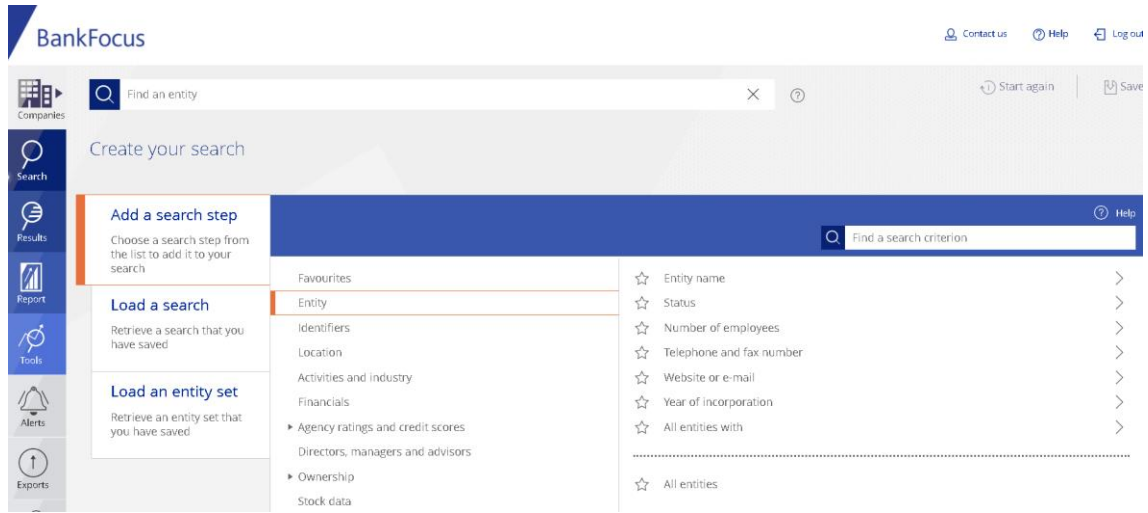 BankFocus
Contact us
Help
Log out
Companies
Find an entity
Start again
Save
Create your search
Search
Results
Report
Tools
Alerts
Exports
Add a search step
Choose a search step from
the list to add it to your
search
Load a search
Retrieve a search that you
have saved
Load an entity set
Retrieve an entity set that
you have saved
Help
Find a search criterion
Favourites
Entity
Identifiers
Location
Activities and industry
Financials
Agency ratings and credit scores
Directors, managers and advisors
Ownership
Stock data
Entity name
Status
Number of employees
Telephone and fax number
Website or e-mail
Year of incorporation
All entities with
All entities